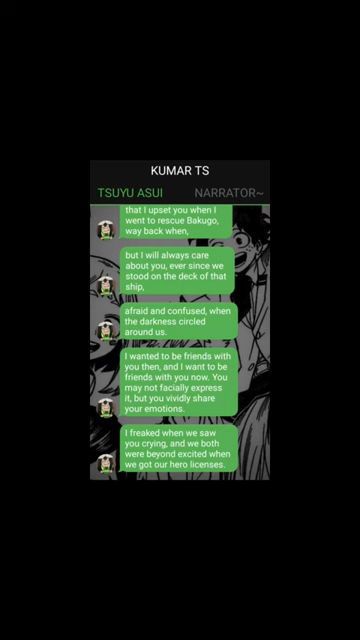 KUMAR TS
TSUYU ASUI NARRATOR~
that I upset you when I
went to rescue Bakugo,
way back when,
but I will always care
about you, ever since we
stood on the deck of that
ship,
afraid and confused, when
the darkness circled
around us.
I wanted to be friends with
you then, and I want to be
friends with you now. You
may not facially express
it, but you vividly share
your emotions.
I freaked when we saw
you crying, and we both
were beyond excited when
we got our hero licenses.